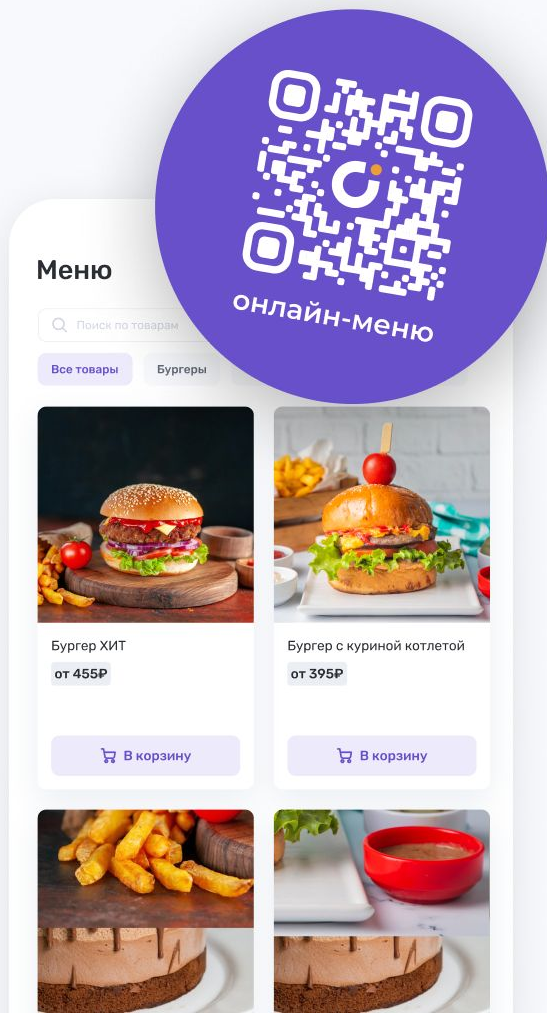 онлайн-меню
Меню
Поиск по товарам
Все товары
Бургеры
Бургер ХИТ
от 455₽
В корзину
Бургер с куриной котлетой
от 395₽
В корзину